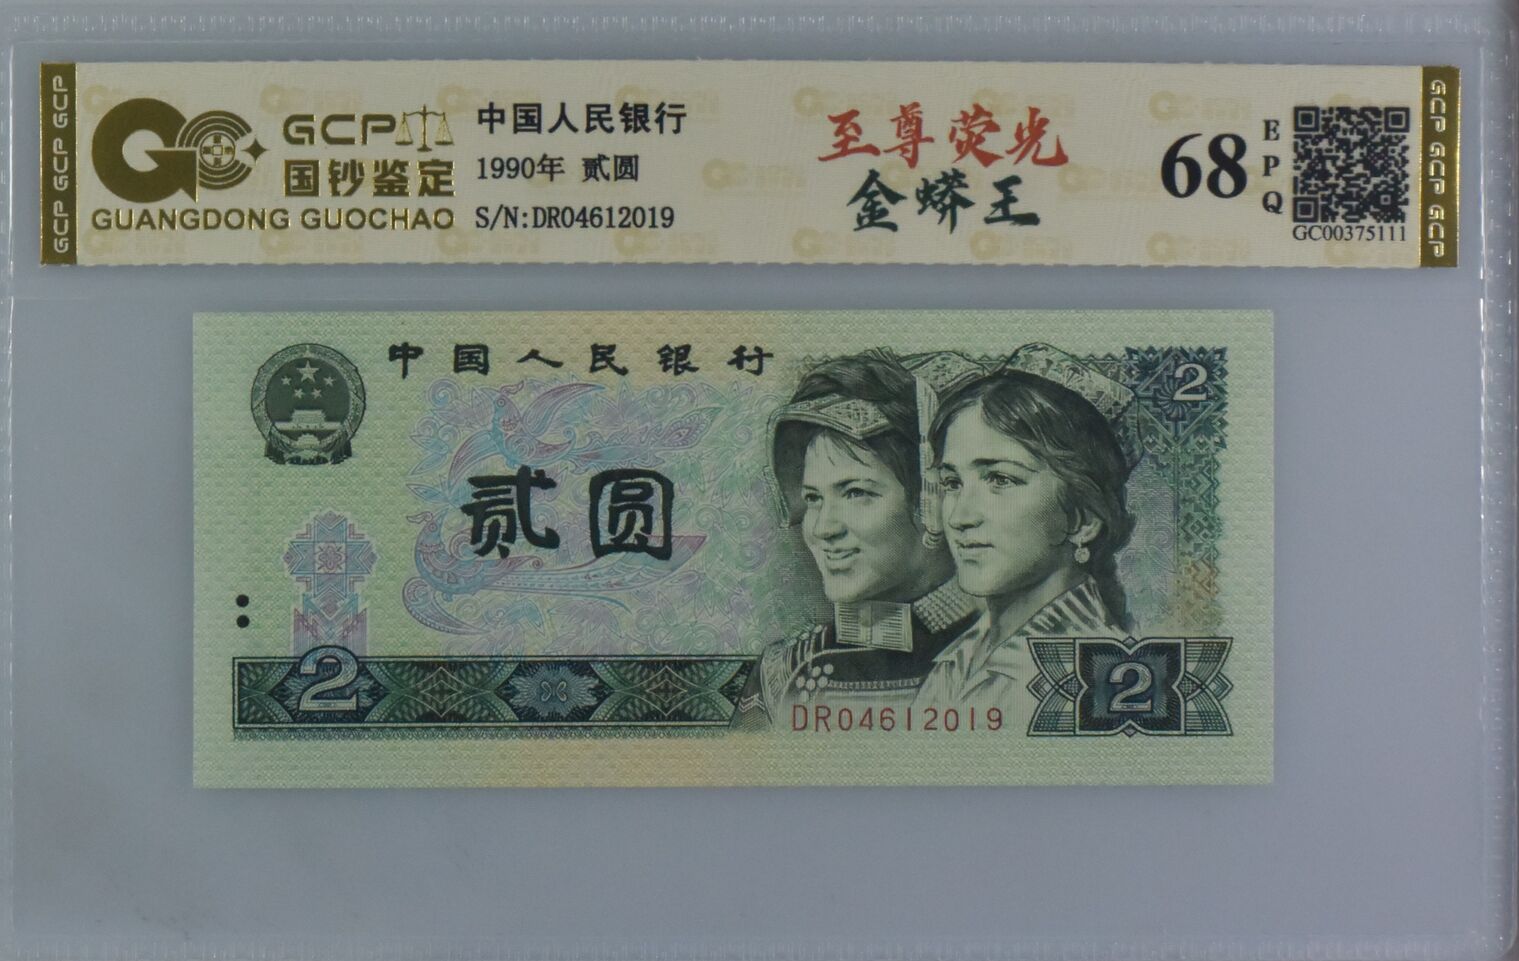 GCP
国钞鉴定
GUANGDONG GUOCHAO
中国人民银行
1990年 贰圆
S/N:DR04612019
至尊荧光
金蟒王
68
EPQ
GC00375111
GCP GCP GCP
GCP GCP GCP
中国人民银行
2
贰圆
2
DR04612019
2